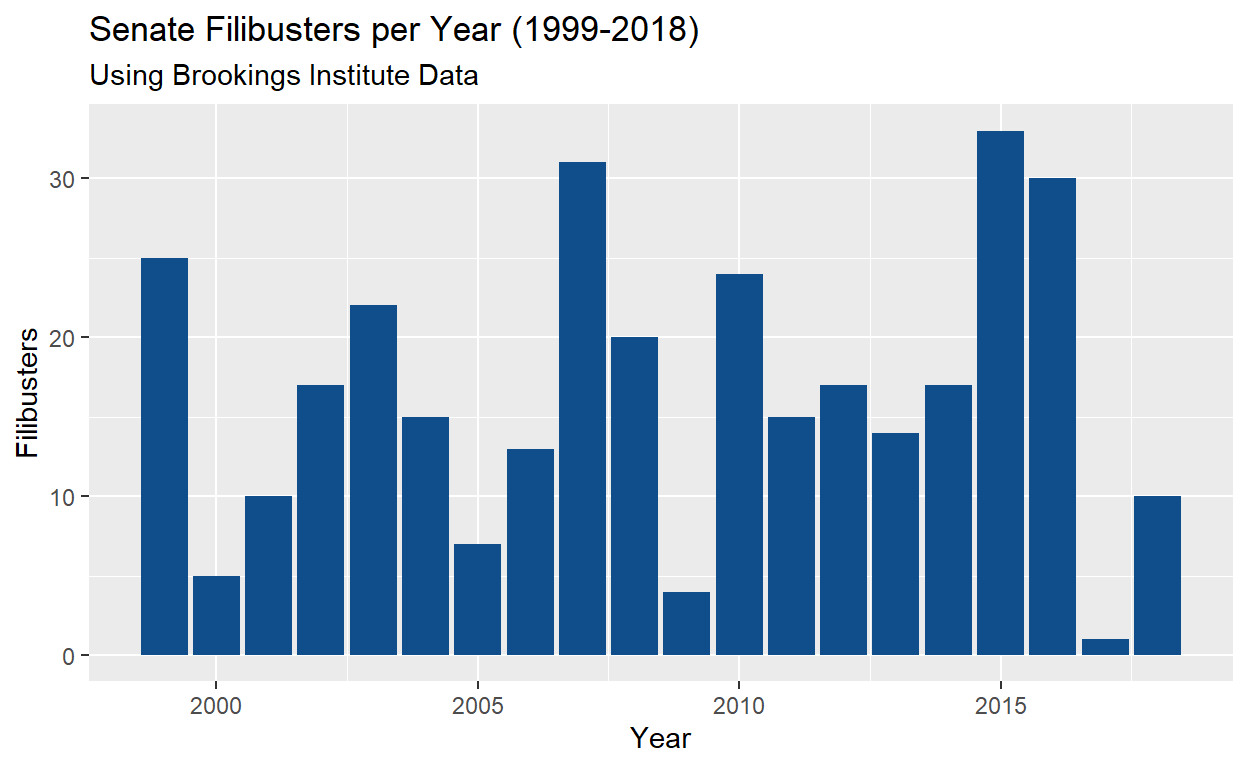 Senate Filibusters per Year (1999-2018)
Using Brookings Institute Data
Filibusters
30
20
10
0
2000 2005 2010 2015
Year